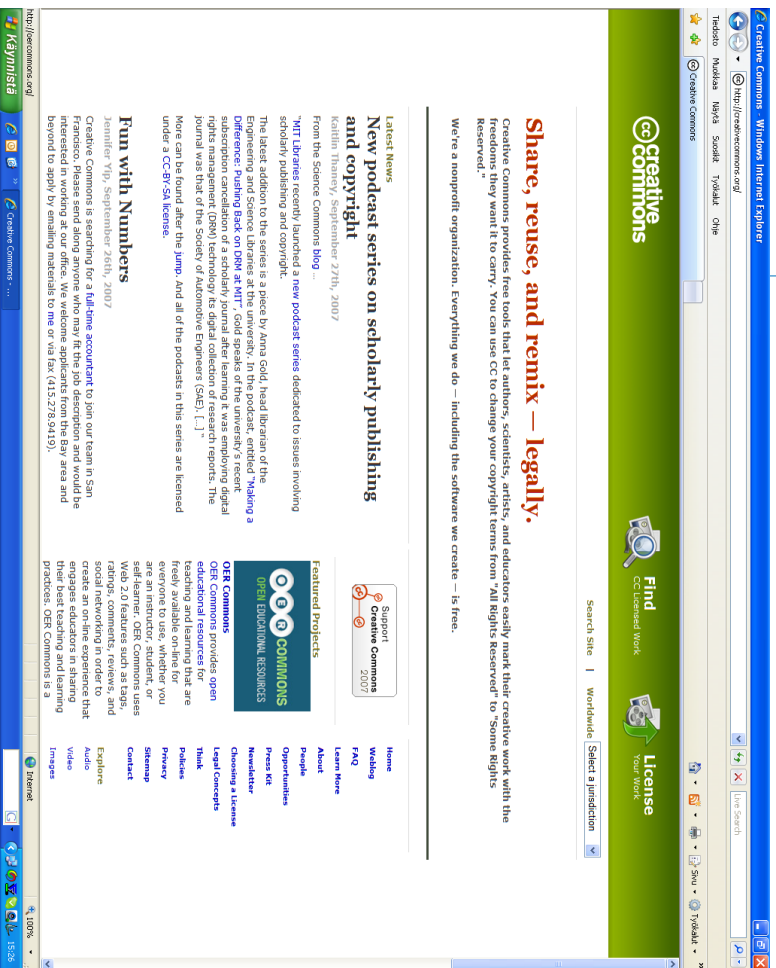 Creative Commons - Windows Internet Explorer
http://creativecommons.org/
Live Search
Tiedosto Muokkaa Näytä Suosikit Työkalut Ohje
Creative Commons
Sivu
Työkalut
creative
commons
Find
CC Licensed Work
License
Your Work
Search Site | Worldwide Select a jurisdiction
Share, reuse, and remix — legally.
Creative Commons provides free tools that let authors, scientists, artists, and educators easily mark their creative work with the
freedoms they want it to carry. You can use CC to change your copyright terms from "All Rights Reserved" to "Some Rights
Reserved."
We're a nonprofit organization. Everything we do — including the software we create — is free.
Latest News
New podcast series on scholarly publishing
and copyright
Kaitlin Thaney, September 27th, 2007
From the Science Commons blog ...
"MIT Libraries recently launched a new podcast series dedicated to issues involving
scholarly publishing and copyright.
The latest addition to the series is a piece by Anna Gold, head librarian of the
Engineering and Science Libraries at the university. In the podcast, entitled "Making a
Difference: Pushing Back on DRM at MIT", Gold speaks of the university's recent
subscription cancellation of a scholarly journal after learning it was employing digital
rights management (DRM) technology its digital collection of research reports. The
journal was that of the Society of Automotive Engineers (SAE). [...] "
More can be found after the jump. And all of the podcasts in this series are licensed
under a CC-BY-SA license.
Fun with Numbers
Jennifer Yip, September 26th, 2007
Creative Commons is searching for a full-time accountant to join our team in San
Francisco. Please send along anyone who may fit the job description and would be
interested in working at our office. We welcome applicants from the Bay area and
beyond to apply by emailing materials to me or via fax (415.278.9419).
Support
Creative Commons
2007
Featured Projects
OER COMMONS
OPEN EDUCATIONAL RESOURCES
OER Commons
OER Commons provides open
educational resources for
teaching and learning that are
freely available on-line for
everyone to use, whether you
are an instructor, student, or
self-learner. OER Commons uses
Web 2.0 features such as tags,
ratings, comments, reviews, and
social networking in order to
create an on-line experience that
engages educators in sharing
their best teaching and learning
practices. OER Commons is a
Home
Weblog
FAQ
Learn More
About
People
Opportunities
Press Kit
Newsletter
Choosing a License
Legal Concepts
Think
Policies
Privacy
Sitemap
Contact
Explore
Audio
Video
Images
http://oercommons.org/
Internet
100%
Käynnistä
Creative Commons - ...
15:26